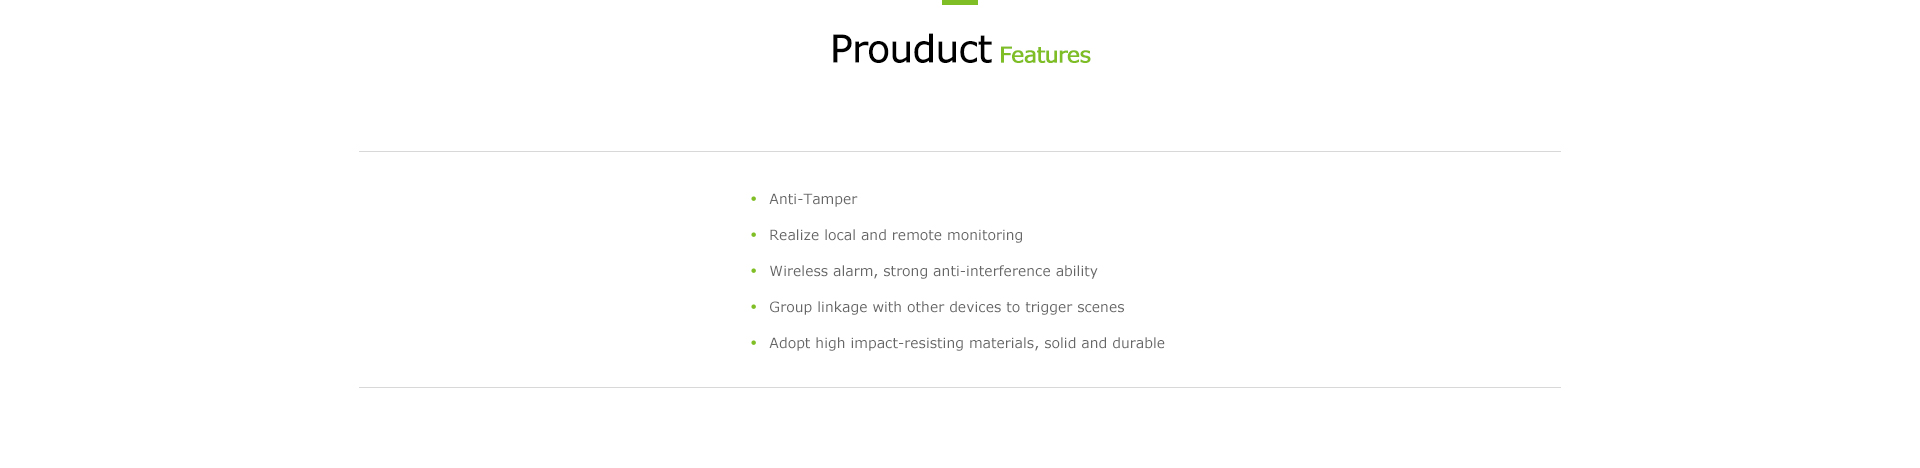 Prouduct Features
• Anti-Tamper
• Realize local and remote monitoring
• Wireless alarm, strong anti-interference ability
• Group linkage with other devices to trigger scenes
• Adopt high impact-resisting materials, solid and durable